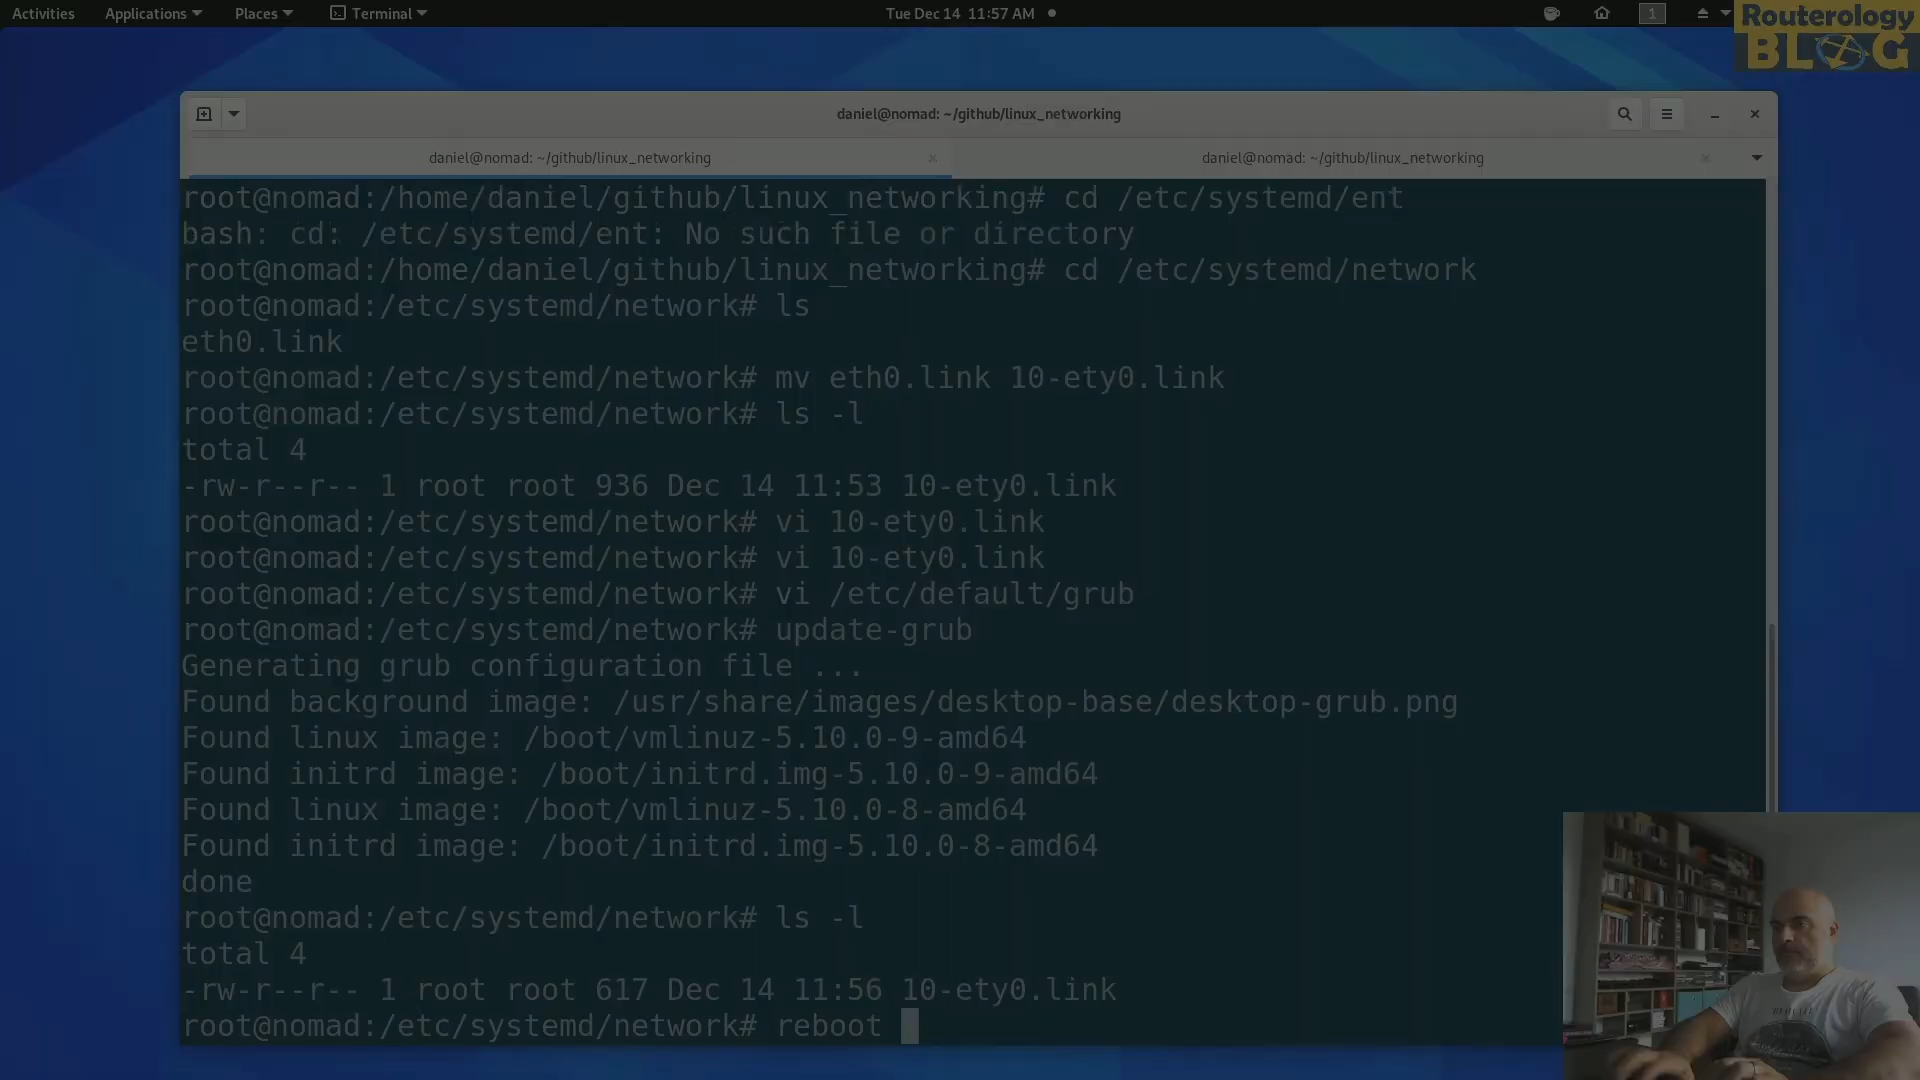 Activities Applications Places Terminal Tue Dec 14 11:57 AM 1
Routerology
BLOG
daniel@nomad: ~/github/linux_networking
daniel@nomad: ~/github/linux_networking daniel@nomad: ~/github/linux_networking
root@nomad:/home/daniel/github/linux_networking# cd /etc/systemd/ent
bash: cd: /etc/systemd/ent: No such file or directory
root@nomad:/home/daniel/github/linux_networking# cd /etc/systemd/network
root@nomad:/etc/systemd/network# ls
eth0.link
root@nomad:/etc/systemd/network# mv eth0.link 10-ety0.link
root@nomad:/etc/systemd/network# ls -l
total 4
-rw-r--r-- 1 root root 936 Dec 14 11:53 10-ety0.link
root@nomad:/etc/systemd/network# vi 10-ety0.link
root@nomad:/etc/systemd/network# vi 10-ety0.link
root@nomad:/etc/systemd/network# vi /etc/default/grub
root@nomad:/etc/systemd/network# update-grub
Generating grub configuration file ...
Found background image: /usr/share/images/desktop-base/desktop-grub.png
Found linux image: /boot/vmlinuz-5.10.0-9-amd64
Found initrd image: /boot/initrd.img-5.10.0-9-amd64
Found linux image: /boot/vmlinuz-5.10.0-8-amd64
Found initrd image: /boot/initrd.img-5.10.0-8-amd64
done
root@nomad:/etc/systemd/network# ls -l
total 4
-rw-r--r-- 1 root root 617 Dec 14 11:56 10-ety0.link
root@nomad:/etc/systemd/network# reboot